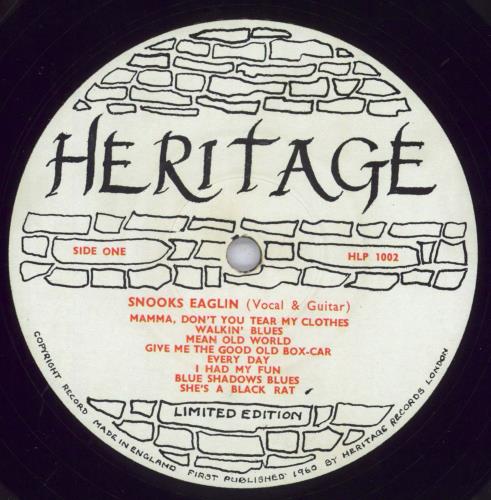 HERITAGE
SIDE ONE
HLP 1002
SNOOKS EAGLIN (Vocal & Guitar)
MAMMA, DON'T YOU TEAR MY CLOTHES
WALKIN' BLUES
MEAN OLD WORLD
GIVE ME THE GOOD OLD BOX-CAR
EVERY DAY
I HAD MY FUN
BLUE SHADOWS BLUES
SHE'S A BLACK RAT
LIMITED EDITION
COPYRIGHT RECORD MADE IN ENGLAND FIRST PUBLISHED 1960 BY HERITAGE RECORDS LONDON